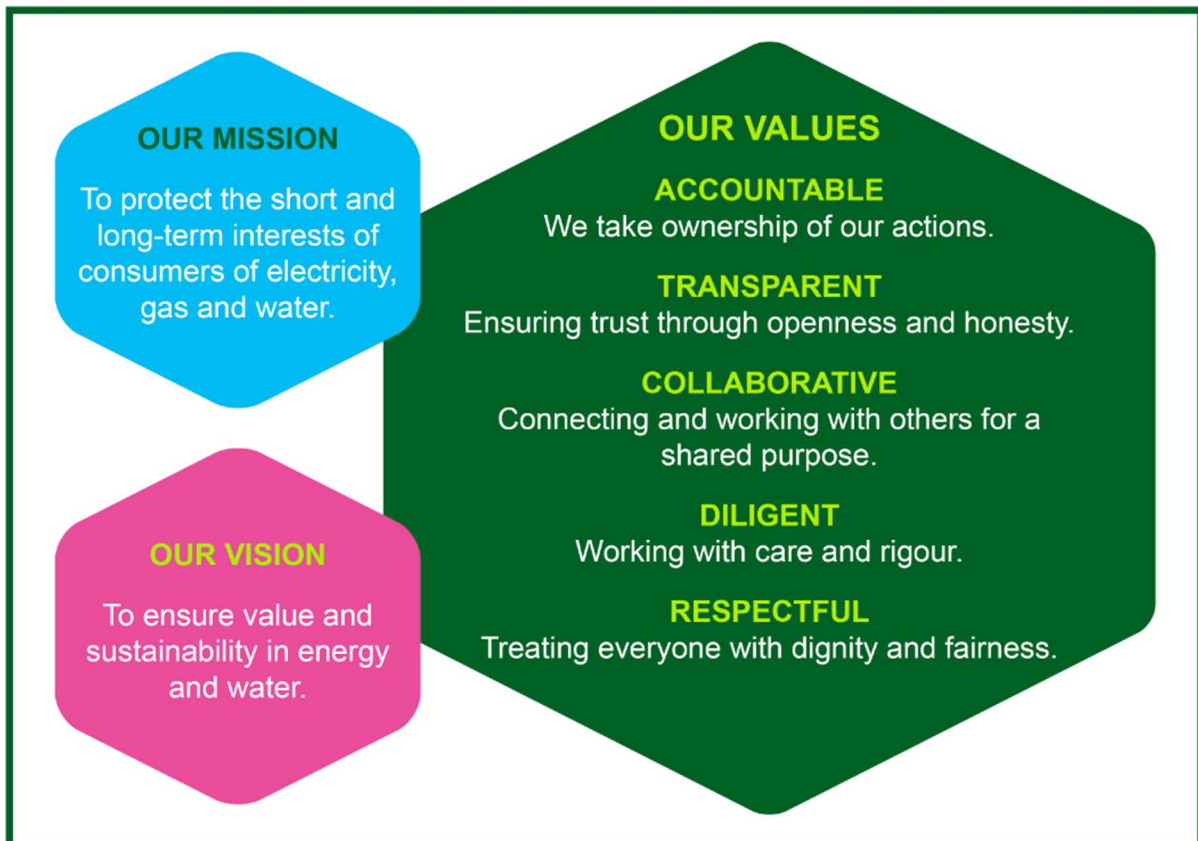 OUR MISSION
To protect the short and
long-term interests of
consumers of electricity,
gas and water.
OUR VISION
To ensure value and
sustainability in energy
and water.
OUR VALUES
ACCOUNTABLE
We take ownership of our actions.
TRANSPARENT
Ensuring trust through openness and honesty.
COLLABORATIVE
Connecting and working with others for a
shared purpose.
DILIGENT
Working with care and rigour.
RESPECTFUL
Treating everyone with dignity and fairness.